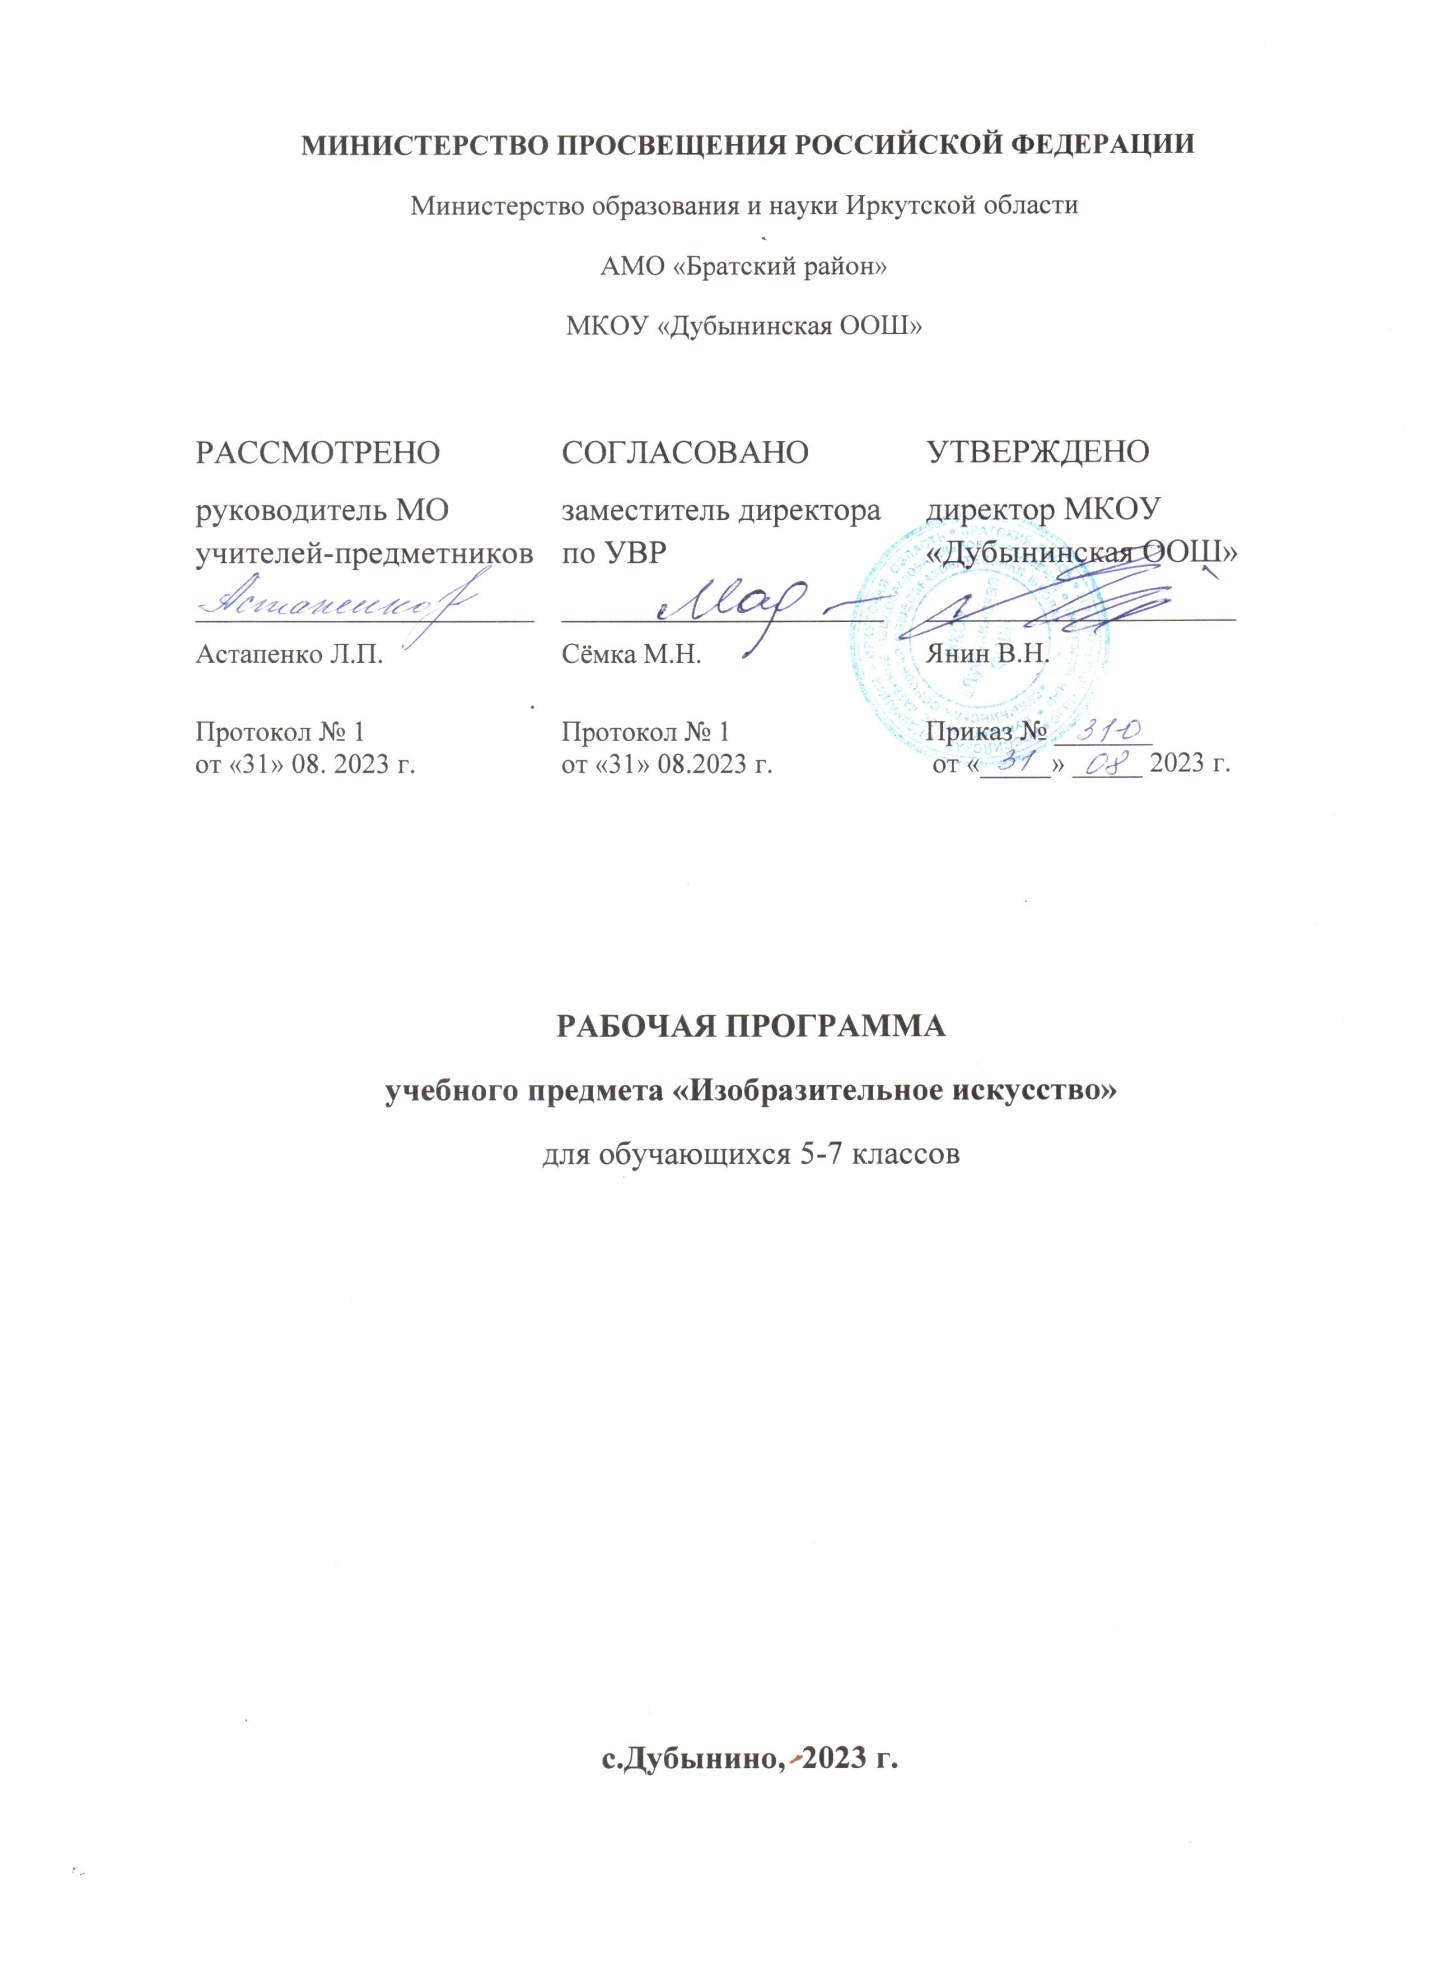 МИНИСТЕРСТВО ПРОСВЕЩЕНИЯ РОССИЙСКОЙ ФЕДЕРАЦИИ
Министерство образования и науки Иркутской области
АМО «Братский район»
МКОУ «Дубынинская ООШ»
РАССМОТРЕНО
руководитель МО
учителей-предметников
Астапенко
Астапенко Л.П.
Протокол № 1
от «31» 08. 2023 г.
СОГЛАСОВАНО
заместитель директора
по УВР
Сёмка М.Н.
Протокол № 1
от «31» 08.2023 г.
УТВЕРЖДЕНО
директор МКОУ
«Дубынинская ООШ»
Янин В.Н.
Приказ № 31-О
от «31» 08 2023 г.
РАБОЧАЯ ПРОГРАММА
учебного предмета «Изобразительное искусство»
для обучающихся 5-7 классов
с.Дубынино, 2023 г.